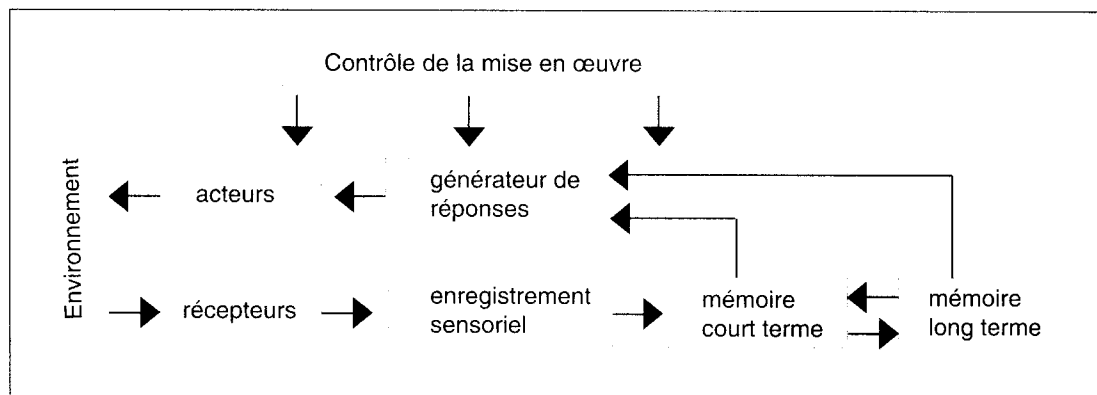 Contrôle de la mise en œuvre
Environnement
acteurs
générateur de
réponses
récepteurs
enregistrement
sensoriel
mémoire
court terme
mémoire
long terme